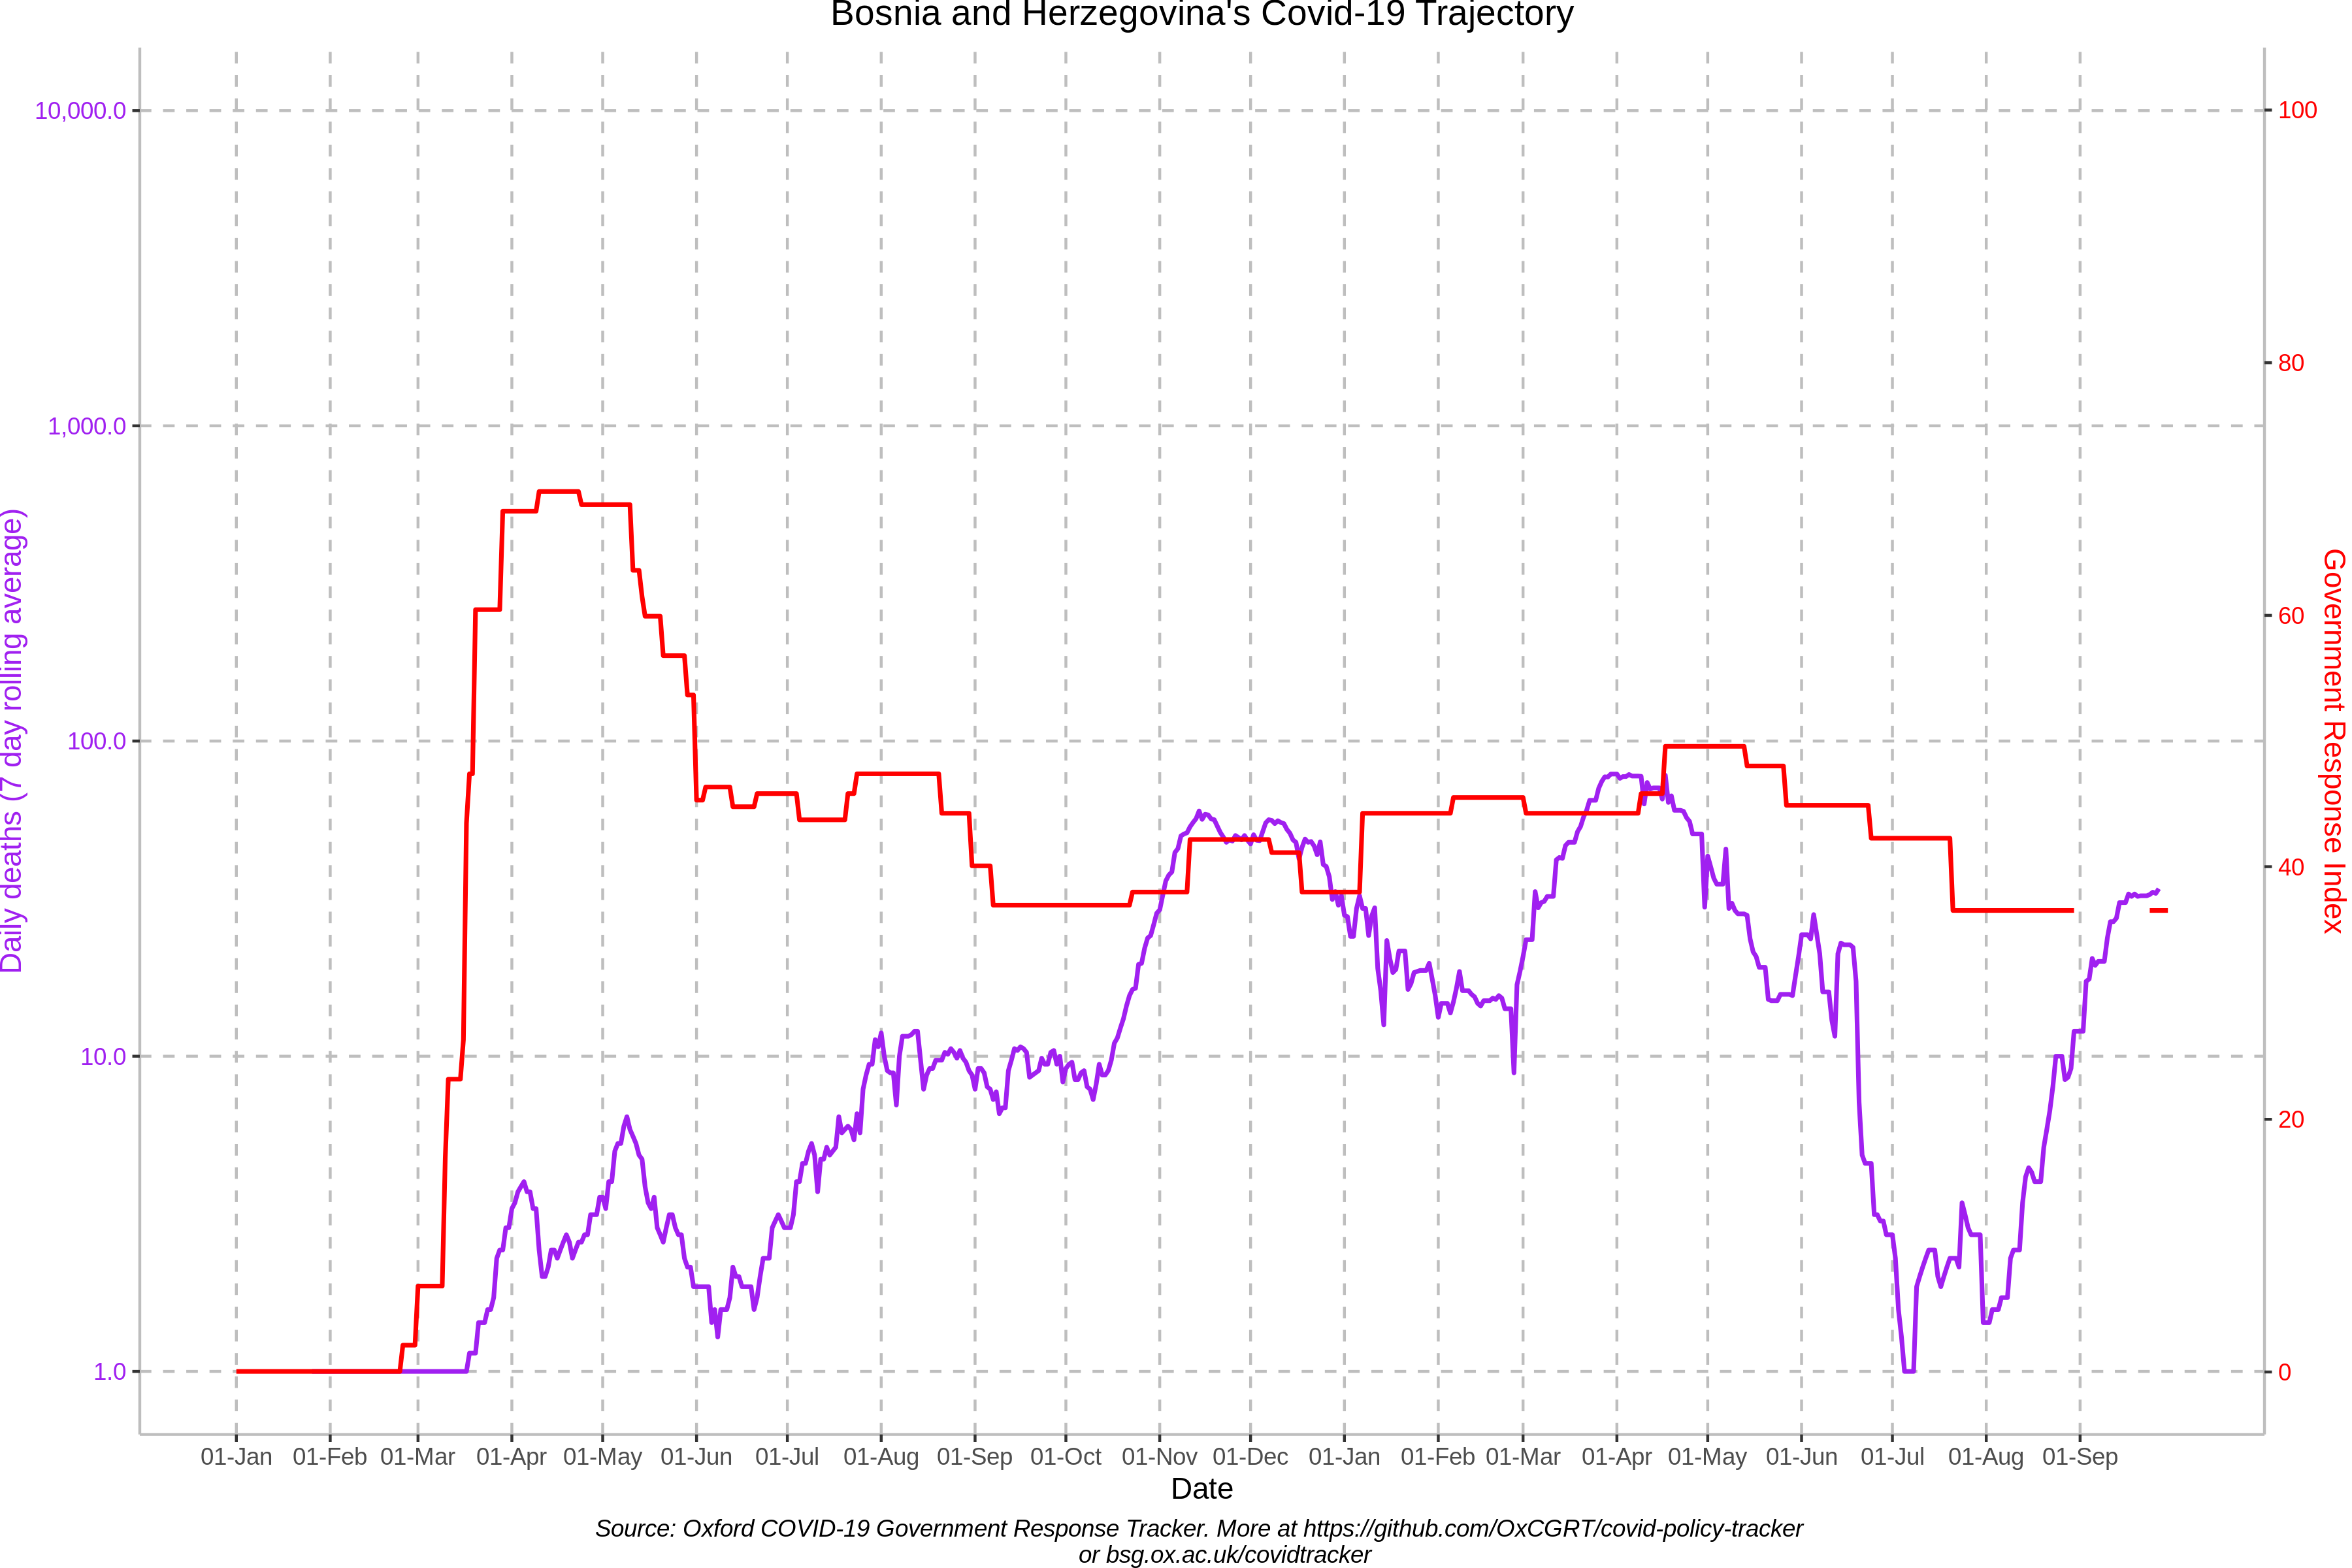 Bosnia and Herzegovina's Covid-19 Trajectory
Daily deaths (7 day rolling average)
10,000.0
1,000.0
100.0
10.0
1.0
100
80
60
40
20
0
Government Response Index
01-Jan 01-Feb 01-Mar 01-Apr 01-May 01-Jun 01-Jul 01-Aug 01-Sep 01-Oct 01-Nov 01-Dec 01-Jan 01-Feb 01-Mar 01-Apr 01-May 01-Jun 01-Jul 01-Aug 01-Sep
Date
Source: Oxford COVID-19 Government Response Tracker. More at https://github.com/OxCGRT/covid-policy-tracker
or bsg.ox.ac.uk/covidtracker